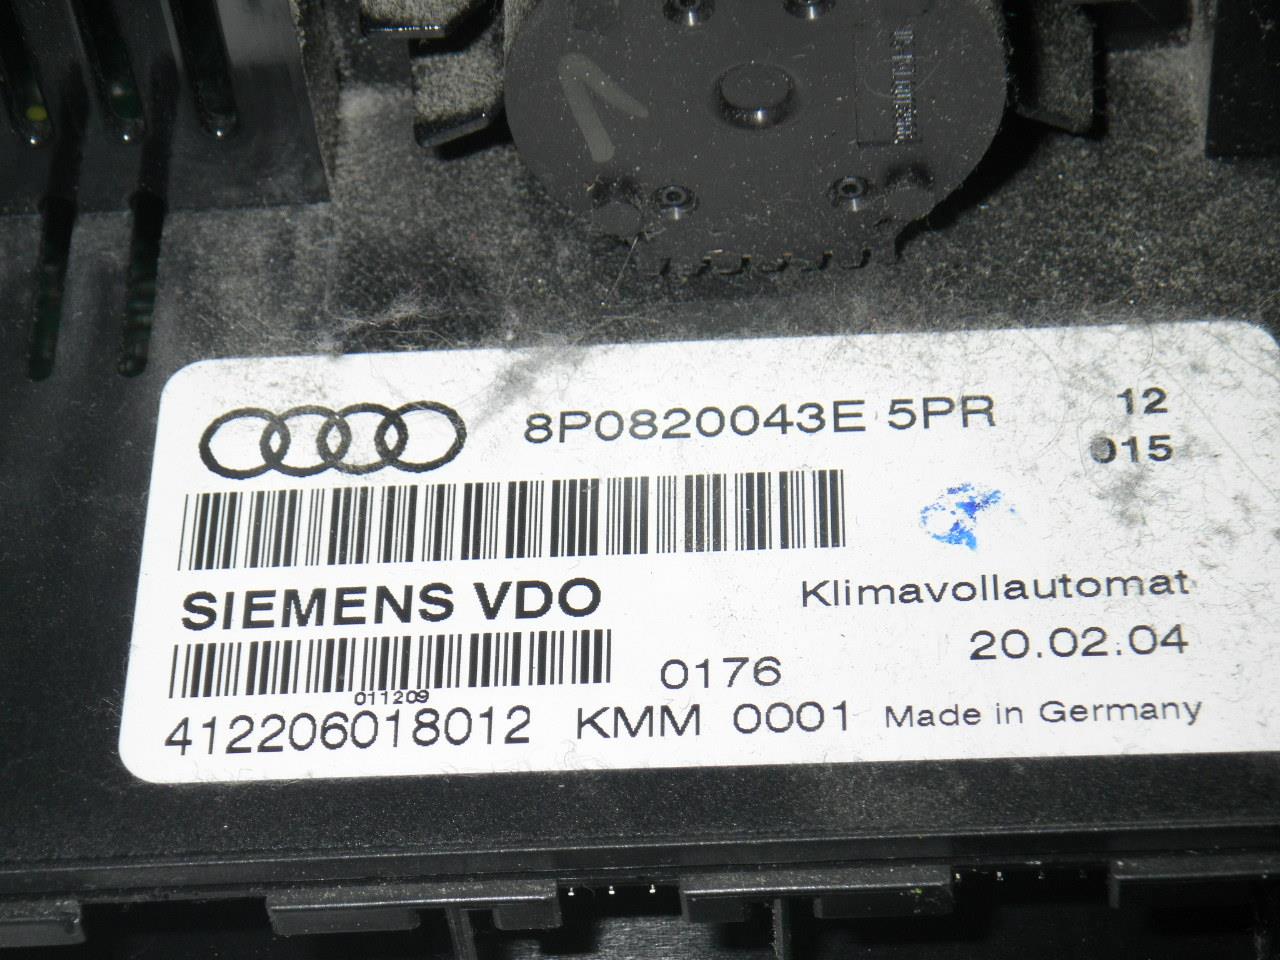 8P0820043E 5PR
12
015
SIEMENS VDO
Klimavollautomat
20.02.04
0176
011209
412206018012 KMM 0001 Made in Germany